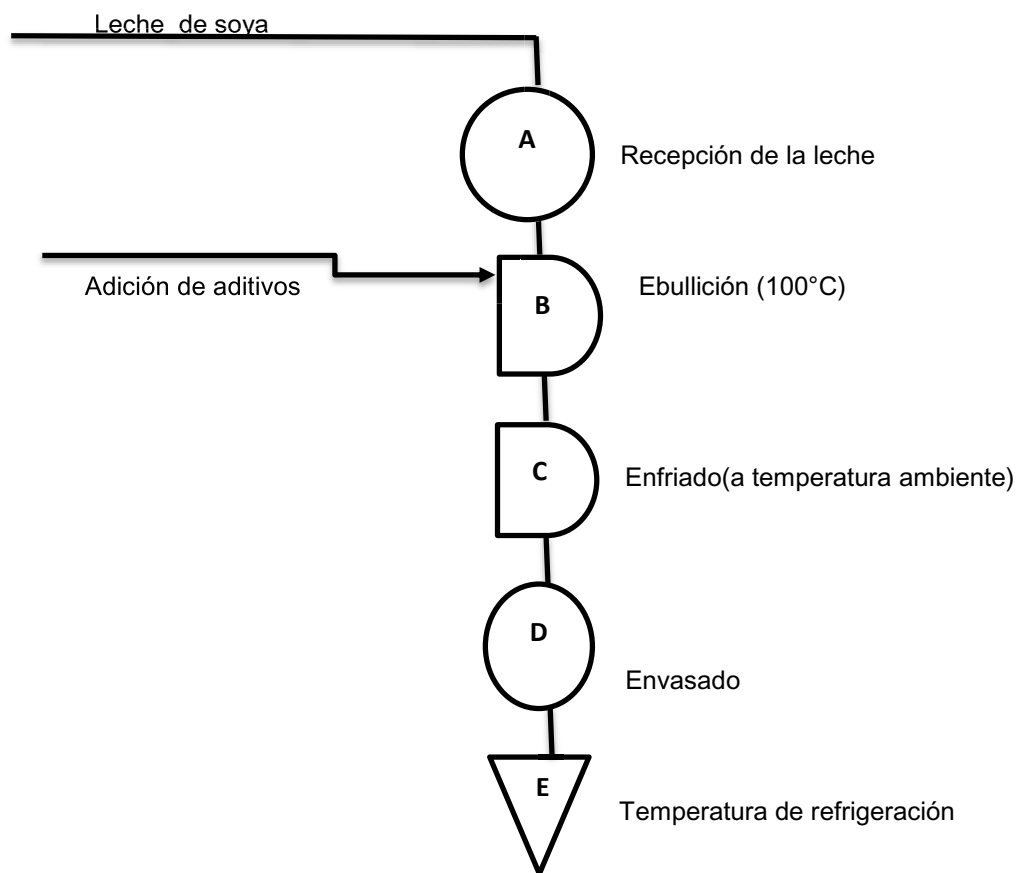 Leche de soya
A
Recepción de la leche
Adición de aditivos
B
Ebullición (100°C)
C
Enfriado(a temperatura ambiente)
D
Envasado
E
Temperatura de refrigeración